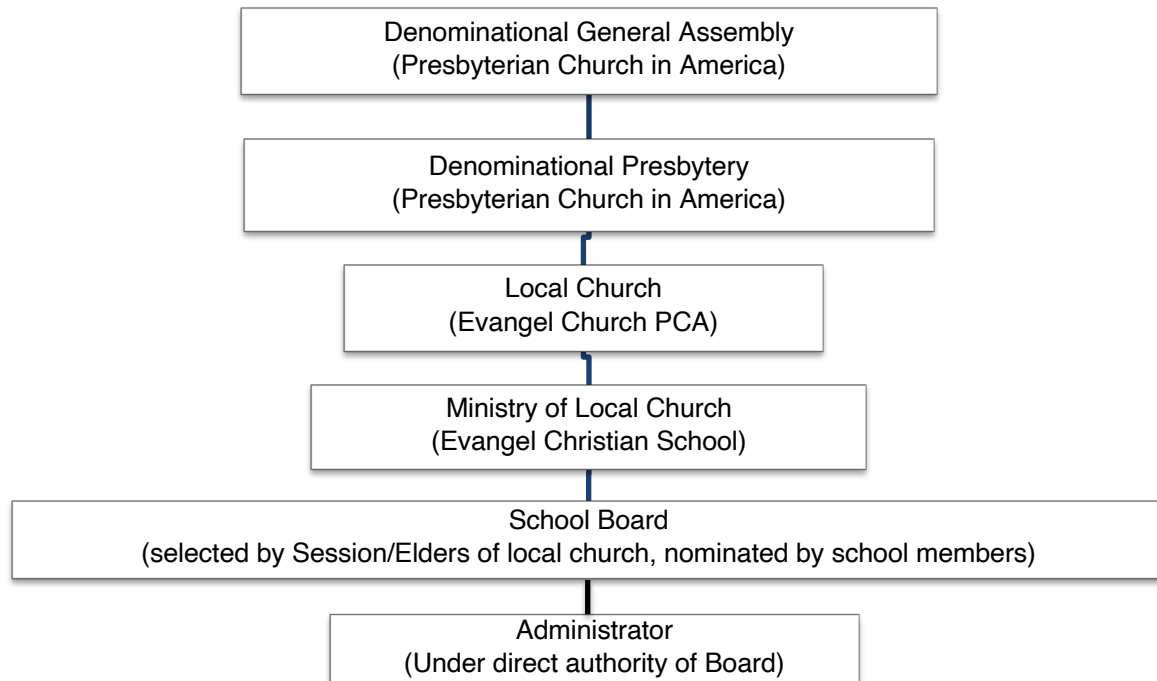 Denominational General Assembly
(Presbyterian Church in America)
Denominational Presbytery
(Presbyterian Church in America)
Local Church
(Evangel Church PCA)
Ministry of Local Church
(Evangel Christian School)
School Board
(selected by Session/Elders of local church, nominated by school members)
Administrator
(Under direct authority of Board)